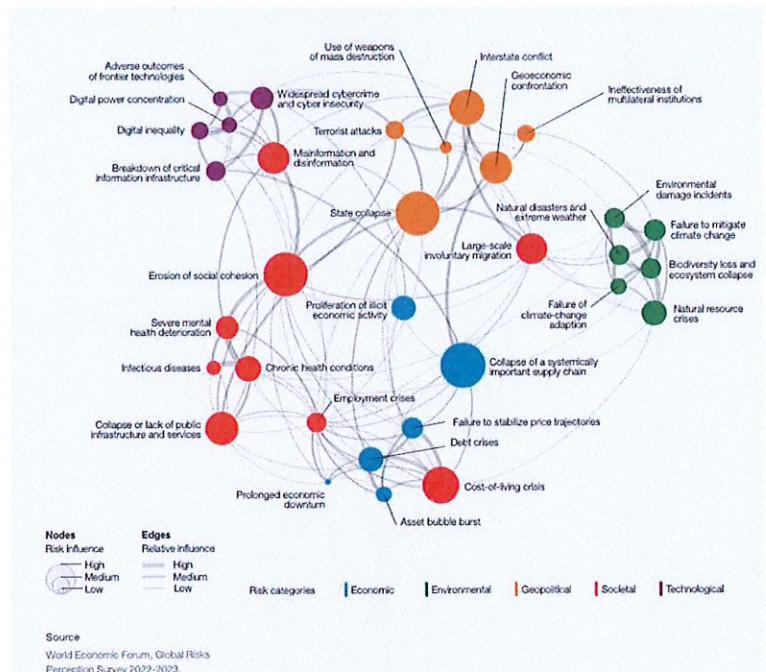 Use of weapons
of mass destruction
Interstate conflict
Adverse outcomes
of frontier technologies
Geoeconomic
confrontation
Digital power concentration
Widespread cybercrime
and cyber insecurity
Ineffectiveness of
multilateral institutions
Digital inequality
Terrorist attacks
Misinformation and
disinformation
Breakdown of critical
information infrastructure
Environmental
damage incidents
Natural disasters and
extreme weather
State collapse
Failure to mitigate
climate change
Large-scale
involuntary migration
Biodiversity loss and
ecosystem collapse
Erosion of social cohesion
Proliferation of illicit
economic activity
Failure of
climate-change
adaption
Natural resource
crises
Severe mental
health deterioration
Infectious diseases
Chronic health conditions
Collapse of a systemically
important supply chain
Employment crises
Collapse or lack of public
infrastructure and services
Failure to stabilize price trajectories
Debt crises
Prolonged economic
downturn
Cost-of-living crisis
Asset bubble burst
Nodes
Risk influence
High
Medium
Low
Edges
Relative influence
High
Medium
Low
Risk categories
Economic
Environmental
Geopolitical
Societal
Technological
Source
World Economic Forum, Global Risks
Perception Survey 2022-2023.